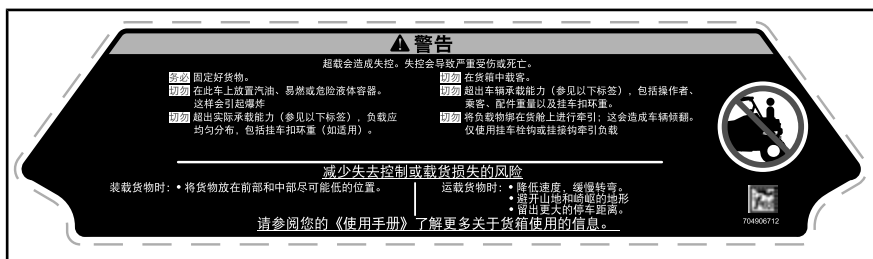 警告
超载会造成失控。失控会导致严重受伤或死亡。
务必 固定好货物。
切勿 在此车上放置汽油、易燃或危险液体容器。
这样会引起爆炸
切勿 超出实际承载能力（参见以下标签），负载应
均匀分布，包括挂车扣环重（如适用）。
切勿 在货箱中载客。
切勿 超出车辆承载能力（参见以下标签），包括操作者、
乘客、配件重量以及挂车扣环重。
切勿 将负载物绑在货舱上进行牵引；这会造成车辆倾翻。
仅使用挂车栓钩或挂接钩牵引负载
减少失去控制或载货损失的风险
装载货物时：• 将货物放在前部和中部尽可能低的位置。
运载货物时：• 降低速度，缓慢转弯。
• 避开山地和崎岖的地形
• 留出更大的停车距离。
请参阅您的《使用手册》了解更多关于货箱使用的信息。
704906712